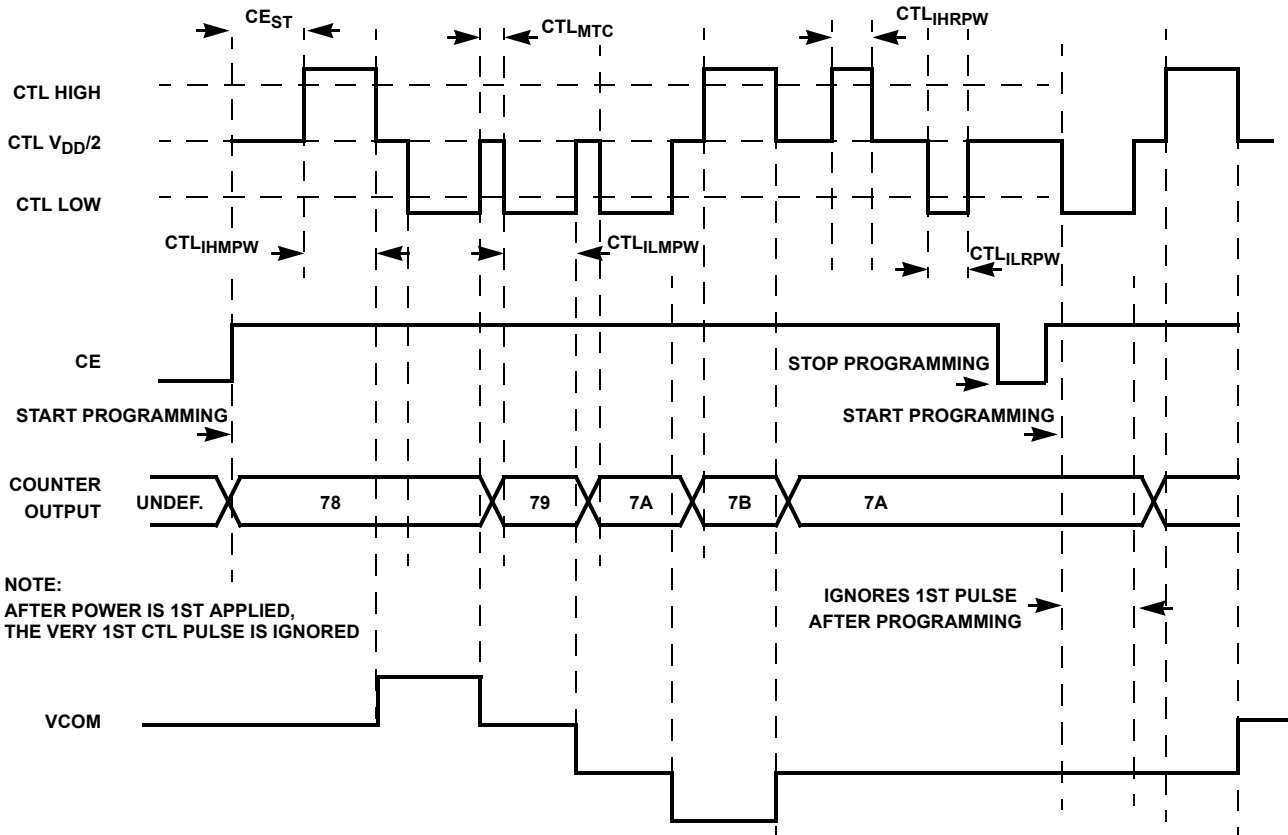 CE_ST
CTL_MTC
CTL_IHRPW
CTL HIGH
CTL V_DD/2
CTL LOW
CTL_IHMPW
CTL_ILMPW
CTL_ILRPW
CE
STOP PROGRAMMING
START PROGRAMMING
START PROGRAMMING
COUNTER
OUTPUT
UNDEF.
78
79
7A
7B
7A
NOTE:
AFTER POWER IS 1ST APPLIED,
THE VERY 1ST CTL PULSE IS IGNORED
IGNORES 1ST PULSE
AFTER PROGRAMMING
VCOM